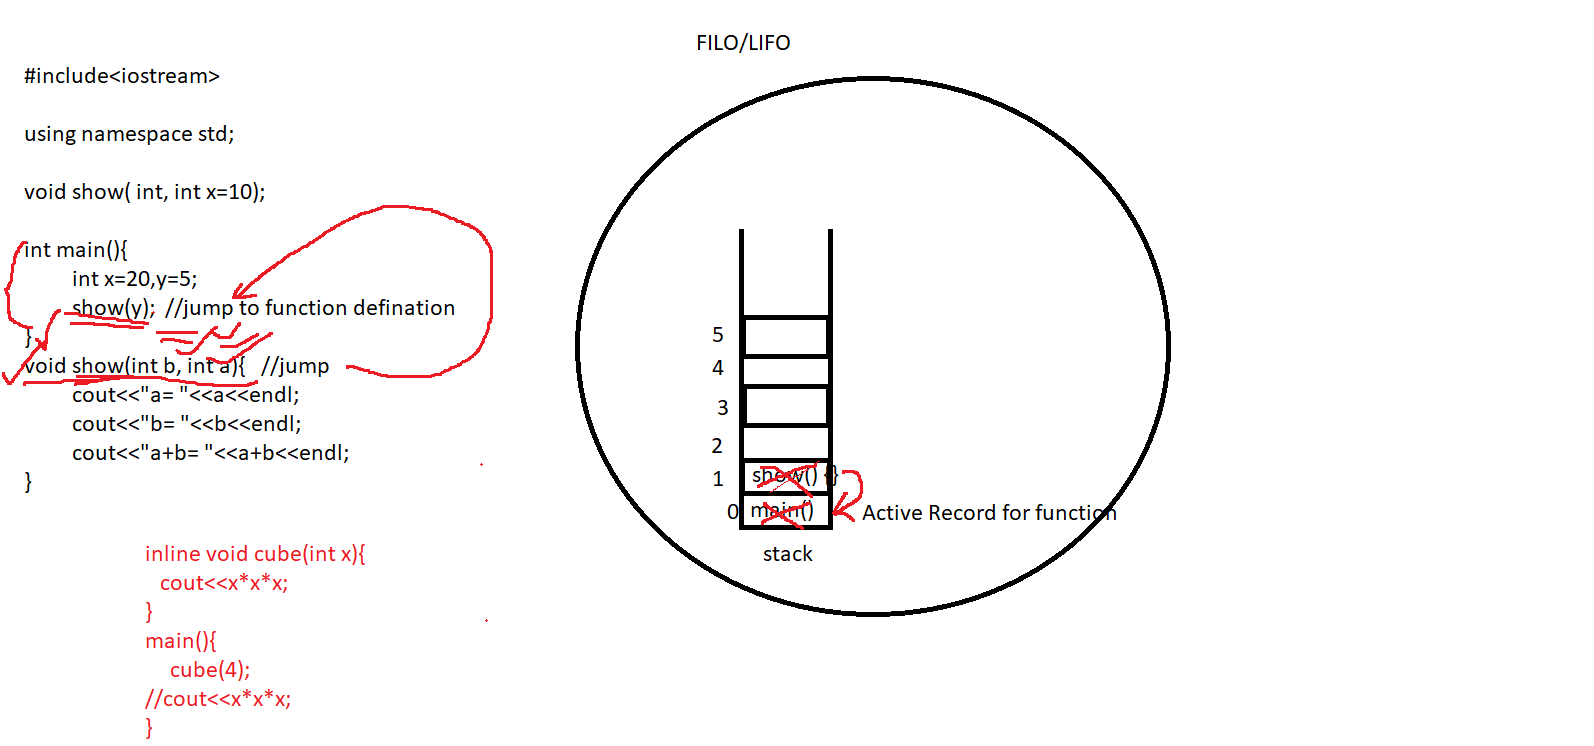 FILO/LIFO
#include<iostream>
using namespace std;
void show( int, int x=10);
int main(){
int x=20,y=5;
show(y); //jump to function defination
}
void show(int b, int a){ //jump
cout<<"a= "<<a<<endl;
cout<<"b= "<<b<<endl;
cout<<"a+b= "<<a+b<<endl;
}
5
4
3
2
1 show() {}
0 main() Active Record for function
stack
inline void cube(int x){
cout<<x*x*x;
}
main(){
cube(4);
//cout<<x*x*x;
}